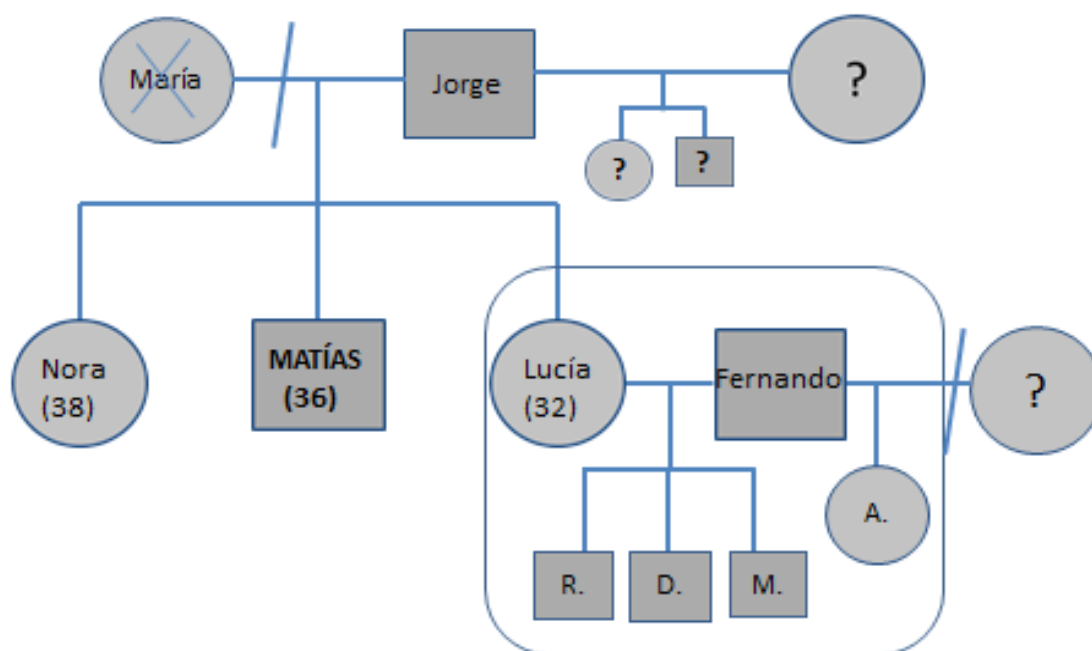 María
Jorge
?
?
?
Nora
(38)
MATÍAS
(36)
Lucía
(32)
Fernando
?
A.
R.
D.
M.